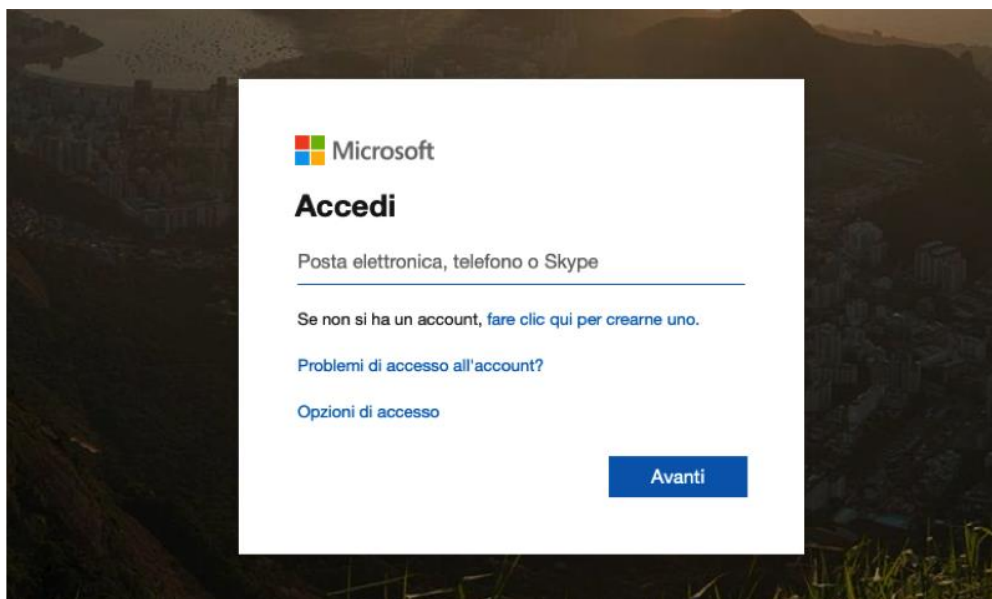 Microsoft
Accedi
Posta elettronica, telefono o Skype
Se non si ha un account, fare clic qui per crearne uno.
Problemi di accesso all'account?
Opzioni di accesso
Avanti